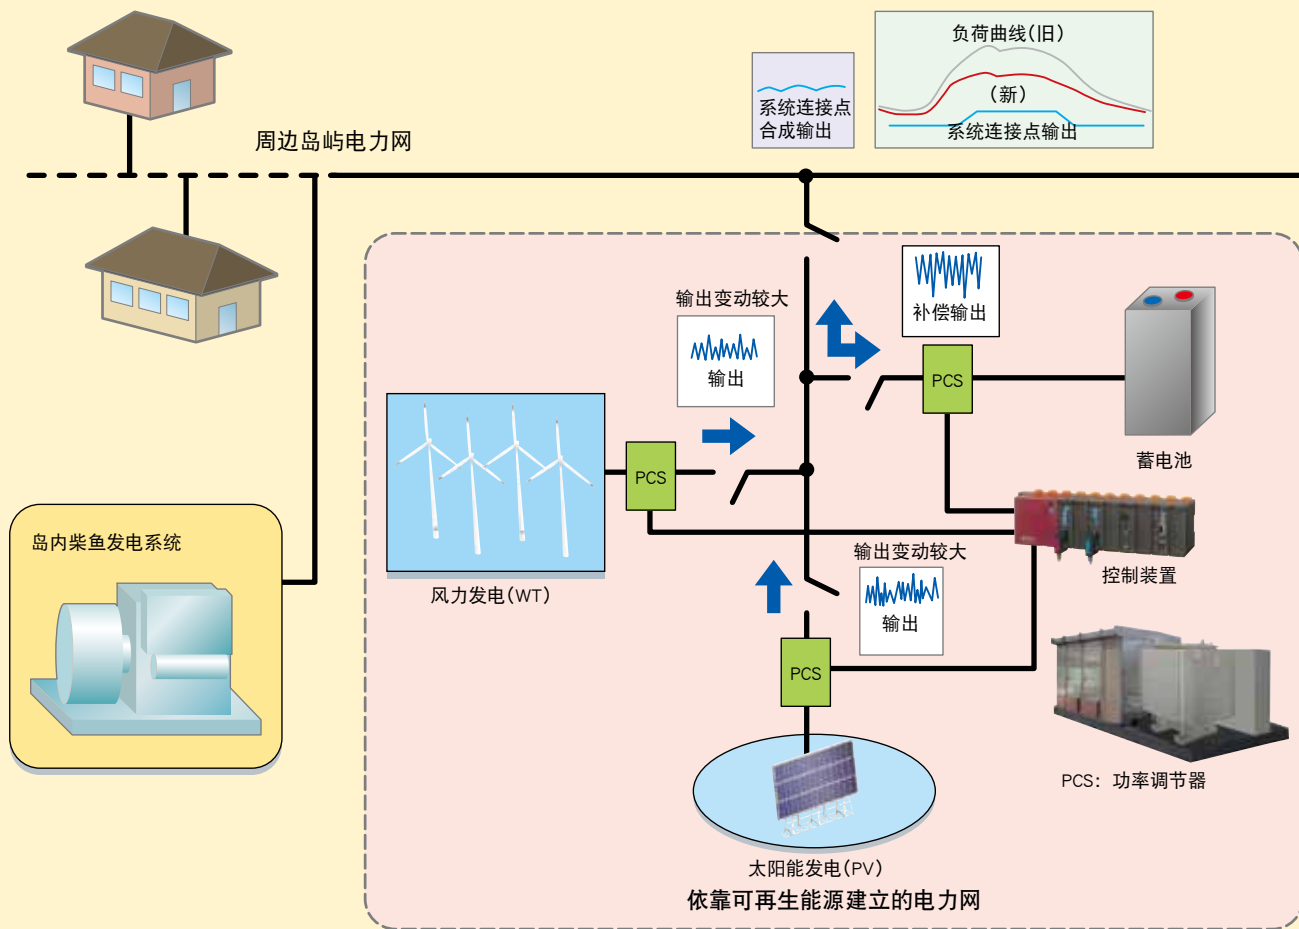 负荷曲线(旧)
(新)
系统连接点输出
系统连接点
合成输出
周边岛屿电力网
补偿输出
输出变动较大
输出
PCS
PCS
蓄电池
岛内柴鱼发电系统
输出变动较大
输出
控制装置
风力发电(WT)
PCS
PCS：功率调节器
太阳能发电(PV)
依靠可再生能源建立的电力网